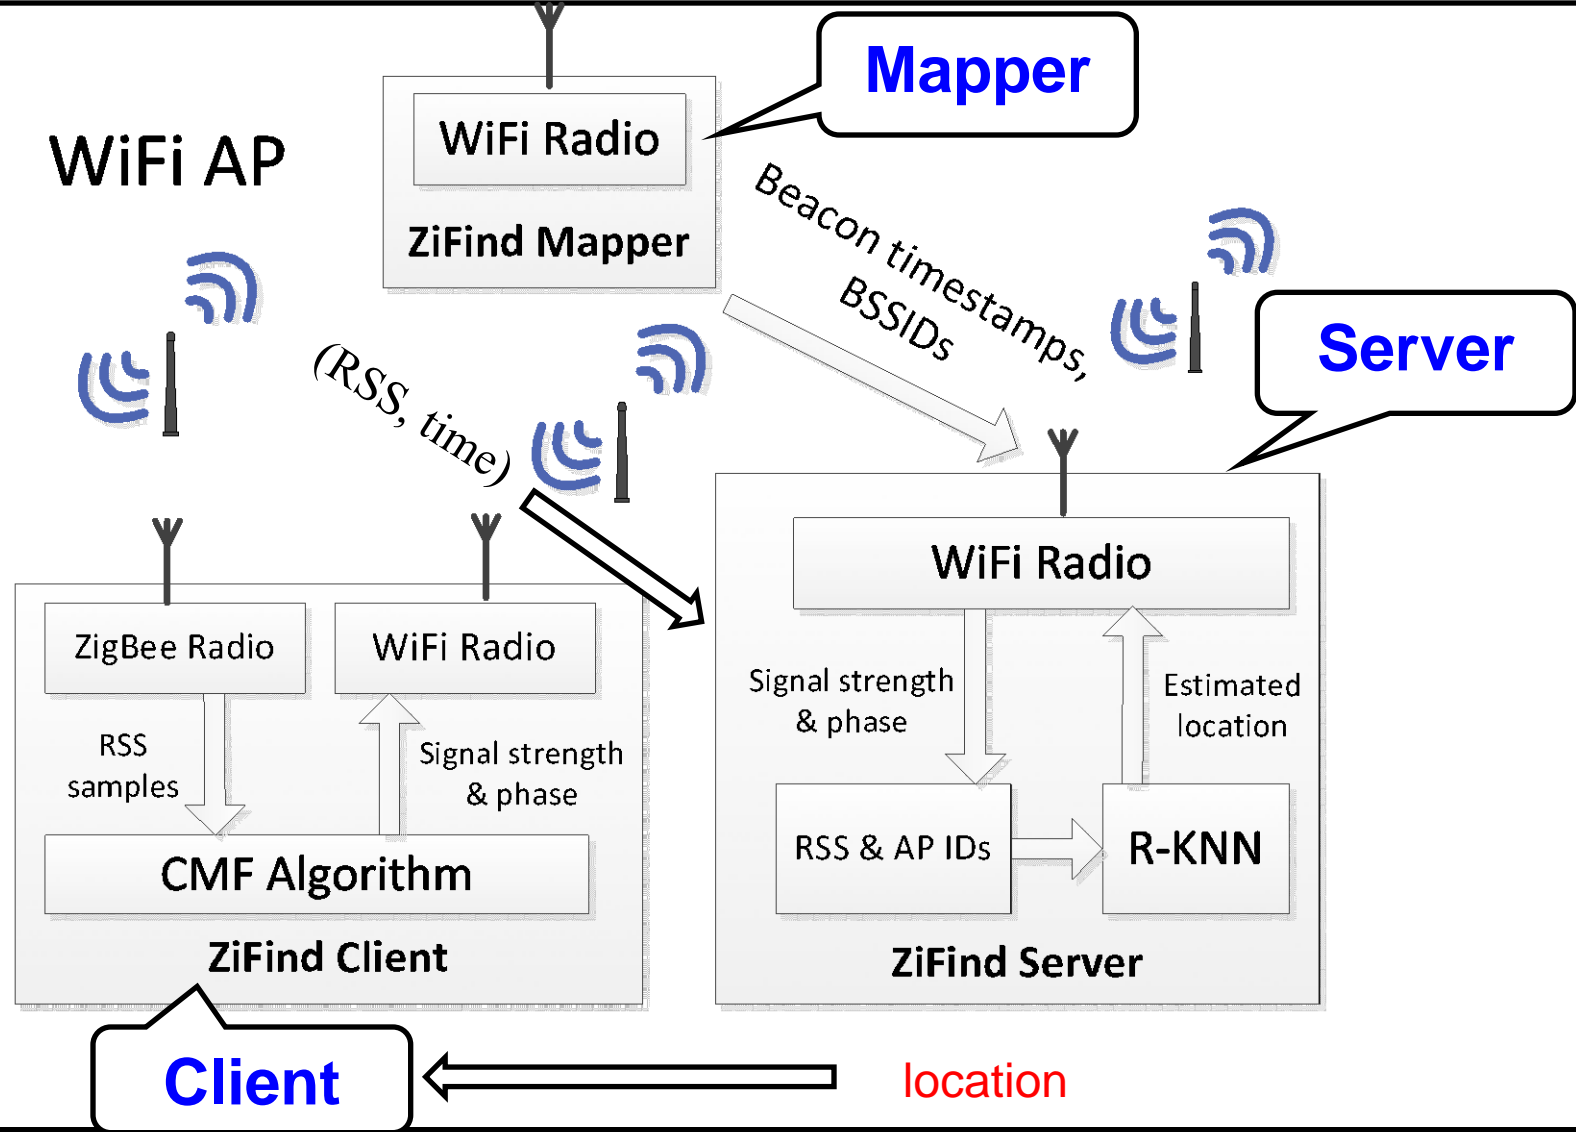 Mapper
WiFi Radio
ZiFind Mapper
WiFi AP
Beacon timestamps,
BSSIDs
(RSS, time)
Server
ZigBee Radio
WiFi Radio
RSS
samples
Signal strength
& phase
CMF Algorithm
ZiFind Client
WiFi Radio
Signal strength
& phase
Estimated
location
RSS & AP IDs
R-KNN
ZiFind Server
Client
location